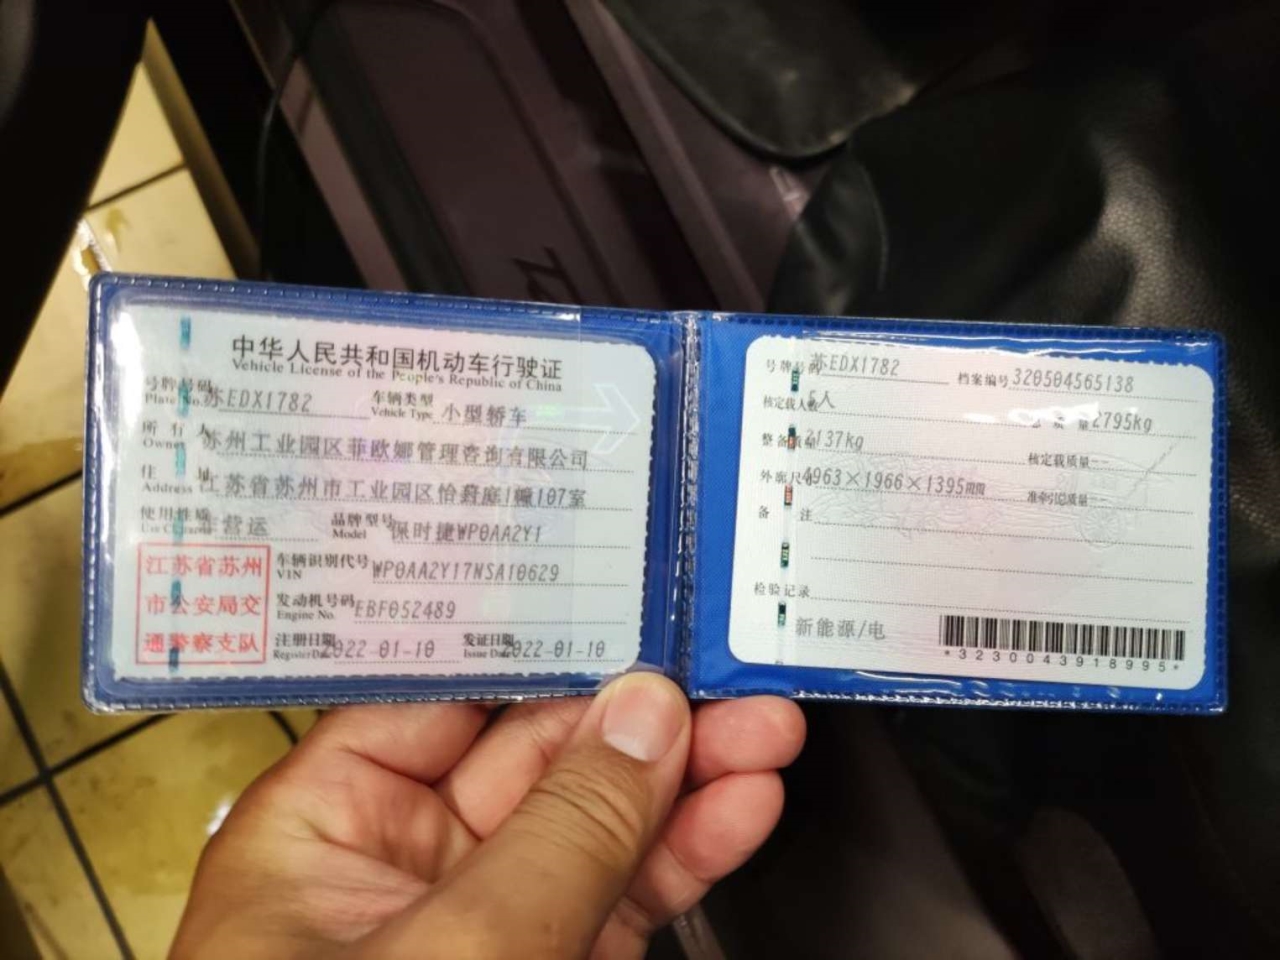 中华人民共和国机动车行驶证
Vehicle License of the People's Republic of China
号牌号码 苏EDX1782 车辆类型 小型轿车
Plate No. Vehicle Type
所有人 苏州工业园区菲欧娜管理咨询有限公司
Owner
住址 江苏省苏州市工业园区怡蔚庭1幢107室
Address
使用性质 营运 品牌型号 保时捷WP0AA2Y1
Model
江苏省苏州
市公安局交
通警察支队
车辆识别代号 WP0AA2Y17NSA10629
VIN
发动机号码 EBF052489
Engine No.
注册日期 2022-01-10 发证日期 2022-01-10
Register Date Issue Date
号牌号码 苏EDX1782 档案编号 320504565138
核定载人数 5人 总质量 2795kg
整备质量 2137kg 核定载质量 --
外廓尺寸 4963×1966×1395mm 准牵引总质量 --
备注
检验记录
新能源/电
*3230043918995*